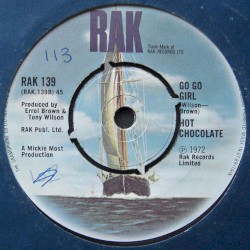 113
RAK
Trade Mark of
RAK RECORDS LTD
RAK 139
(RAK.139B) 45
Produced by
Errol Brown &
Tony Wilson
RAK Publ. Ltd.
A Mickie Most
Production
GO GO
GIRL
(Wilson—
Brown)
HOT
CHOCOLATE
℗ 1972
Rak Records
Limited